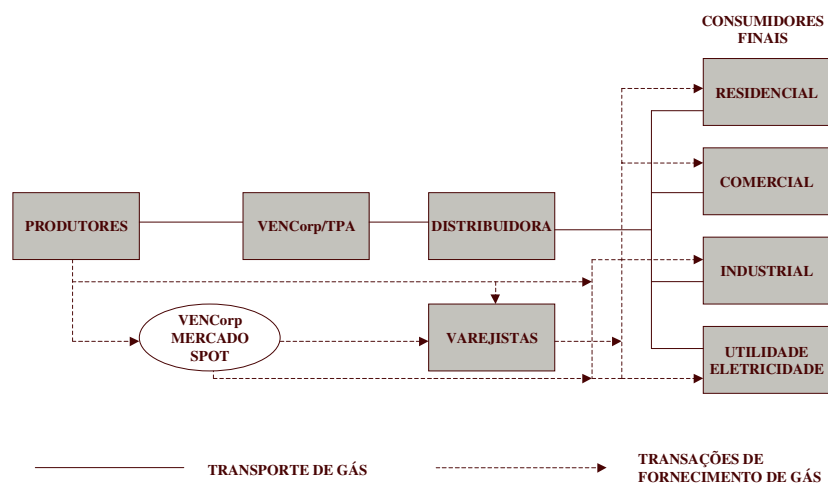 CONSUMIDORES
FINAIS
RESIDENCIAL
COMERCIAL
PRODUTORES
VENCorp/TPA
DISTRIBUIDORA
INDUSTRIAL
VENCorp
MERCADO
SPOT
VAREJISTAS
UTILIDADE
ELETRICIDADE
TRANSPORTE DE GÁS
TRANSAÇÕES DE
FORNECIMENTO DE GÁS